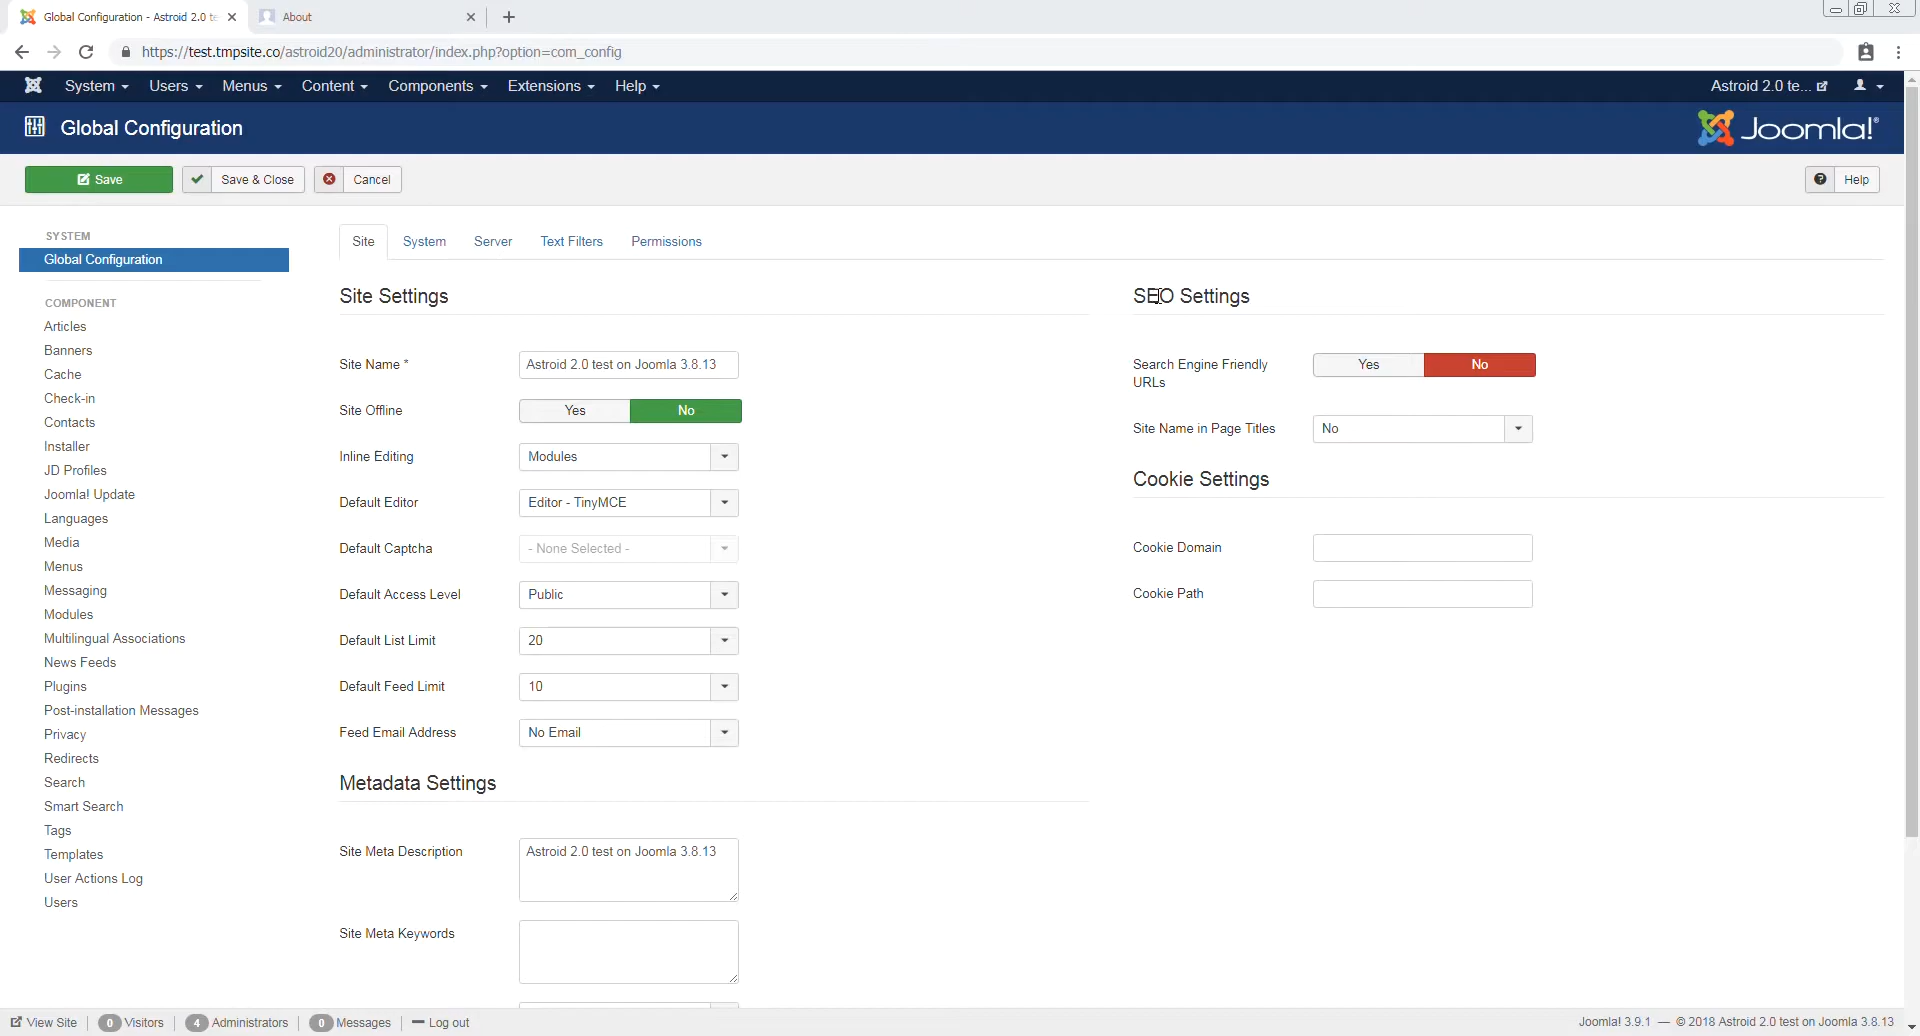 Global Configuration - Astroid 2.0 te
About
https://test.tmpsite.co/astroid20/administrator/index.php?option=com_config
System Users Menus Content Components Extensions Help
Astroid 2.0 te...
Global Configuration
Joomla!®
Save
Save & Close
Cancel
Help
SYSTEM
Global Configuration
COMPONENT
Articles
Banners
Cache
Check-in
Contacts
Installer
JD Profiles
Joomla! Update
Languages
Media
Menus
Messaging
Modules
Multilingual Associations
News Feeds
Plugins
Post-installation Messages
Privacy
Redirects
Search
Smart Search
Tags
Templates
User Actions Log
Users
Site System Server Text Filters Permissions
Site Settings
Site Name * Astroid 2.0 test on Joomla 3.8.13
Site Offline Yes No
Inline Editing Modules
Default Editor Editor - TinyMCE
Default Captcha - None Selected -
Default Access Level Public
Default List Limit 20
Default Feed Limit 10
Feed Email Address No Email
Metadata Settings
Site Meta Description Astroid 2.0 test on Joomla 3.8.13
Site Meta Keywords
SEO Settings
Search Engine Friendly
URLs
Yes No
Site Name in Page Titles No
Cookie Settings
Cookie Domain
Cookie Path
View Site 0 Visitors 4 Administrators 0 Messages Log out
Joomla! 3.9.1 — © 2018 Astroid 2.0 test on Joomla 3.8.13